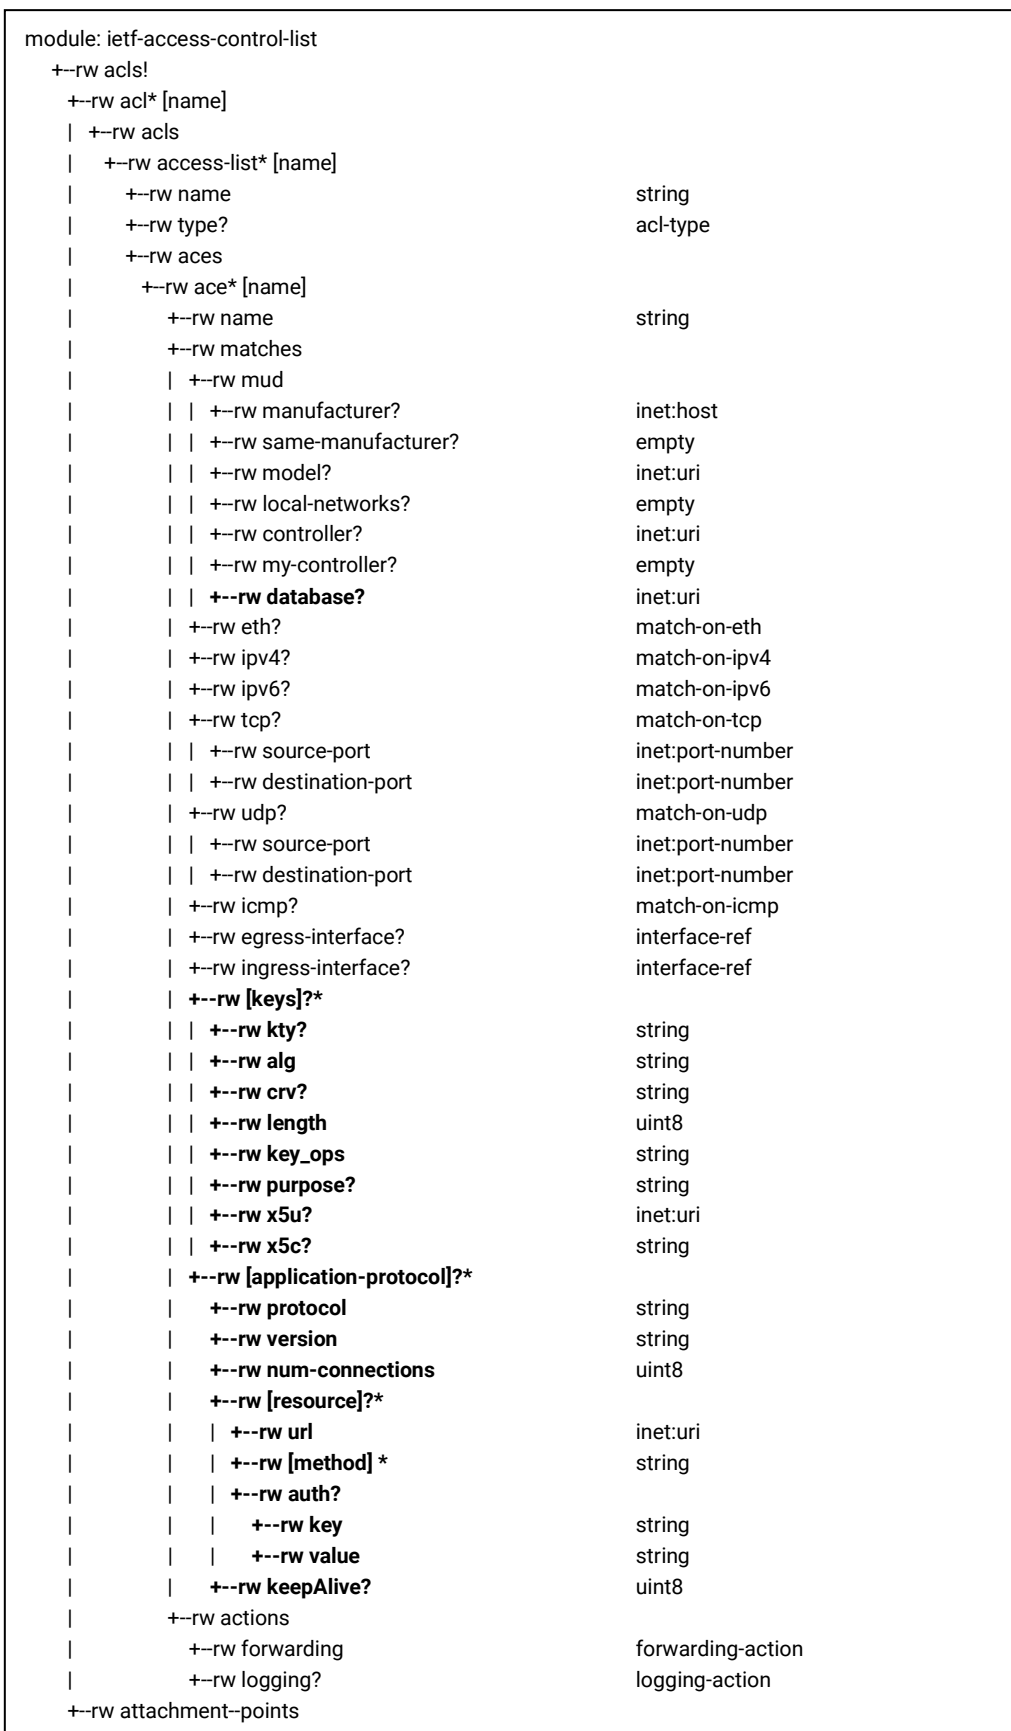 module: ietf-access-control-list
+--rw acls!
+--rw acl* [name]
| +--rw acls
| +--rw access-list* [name]
| +--rw name string
| +--rw type? acl-type
| +--rw aces
| +--rw ace* [name]
| +--rw name string
| +--rw matches
| | +--rw mud
| | | +--rw manufacturer? inet:host
| | | +--rw same-manufacturer? empty
| | | +--rw model? inet:uri
| | | +--rw local-networks? empty
| | | +--rw controller? inet:uri
| | | +--rw my-controller? empty
| | | +--rw database? inet:uri
| | +--rw eth? match-on-eth
| | +--rw ipv4? match-on-ipv4
| | +--rw ipv6? match-on-ipv6
| | +--rw tcp? match-on-tcp
| | | +--rw source-port inet:port-number
| | | +--rw destination-port inet:port-number
| | +--rw udp? match-on-udp
| | | +--rw source-port inet:port-number
| | | +--rw destination-port inet:port-number
| | +--rw icmp? match-on-icmp
| | +--rw egress-interface? interface-ref
| | +--rw ingress-interface? interface-ref
| | +--rw [keys]?*
| | | +--rw kty? string
| | | +--rw alg string
| | | +--rw crv? string
| | | +--rw length uint8
| | | +--rw key_ops string
| | | +--rw purpose? string
| | | +--rw x5u? inet:uri
| | | +--rw x5c? string
| | +--rw [application-protocol]?*
| | +--rw protocol string
| | +--rw version string
| | +--rw num-connections uint8
| | +--rw [resource]?*
| | | +--rw url inet:uri
| | | +--rw [method] * string
| | | +--rw auth?
| | | +--rw key string
| | | +--rw value string
| | +--rw keepAlive? uint8
| +--rw actions
| +--rw forwarding forwarding-action
| +--rw logging? logging-action
+--rw attachment--points